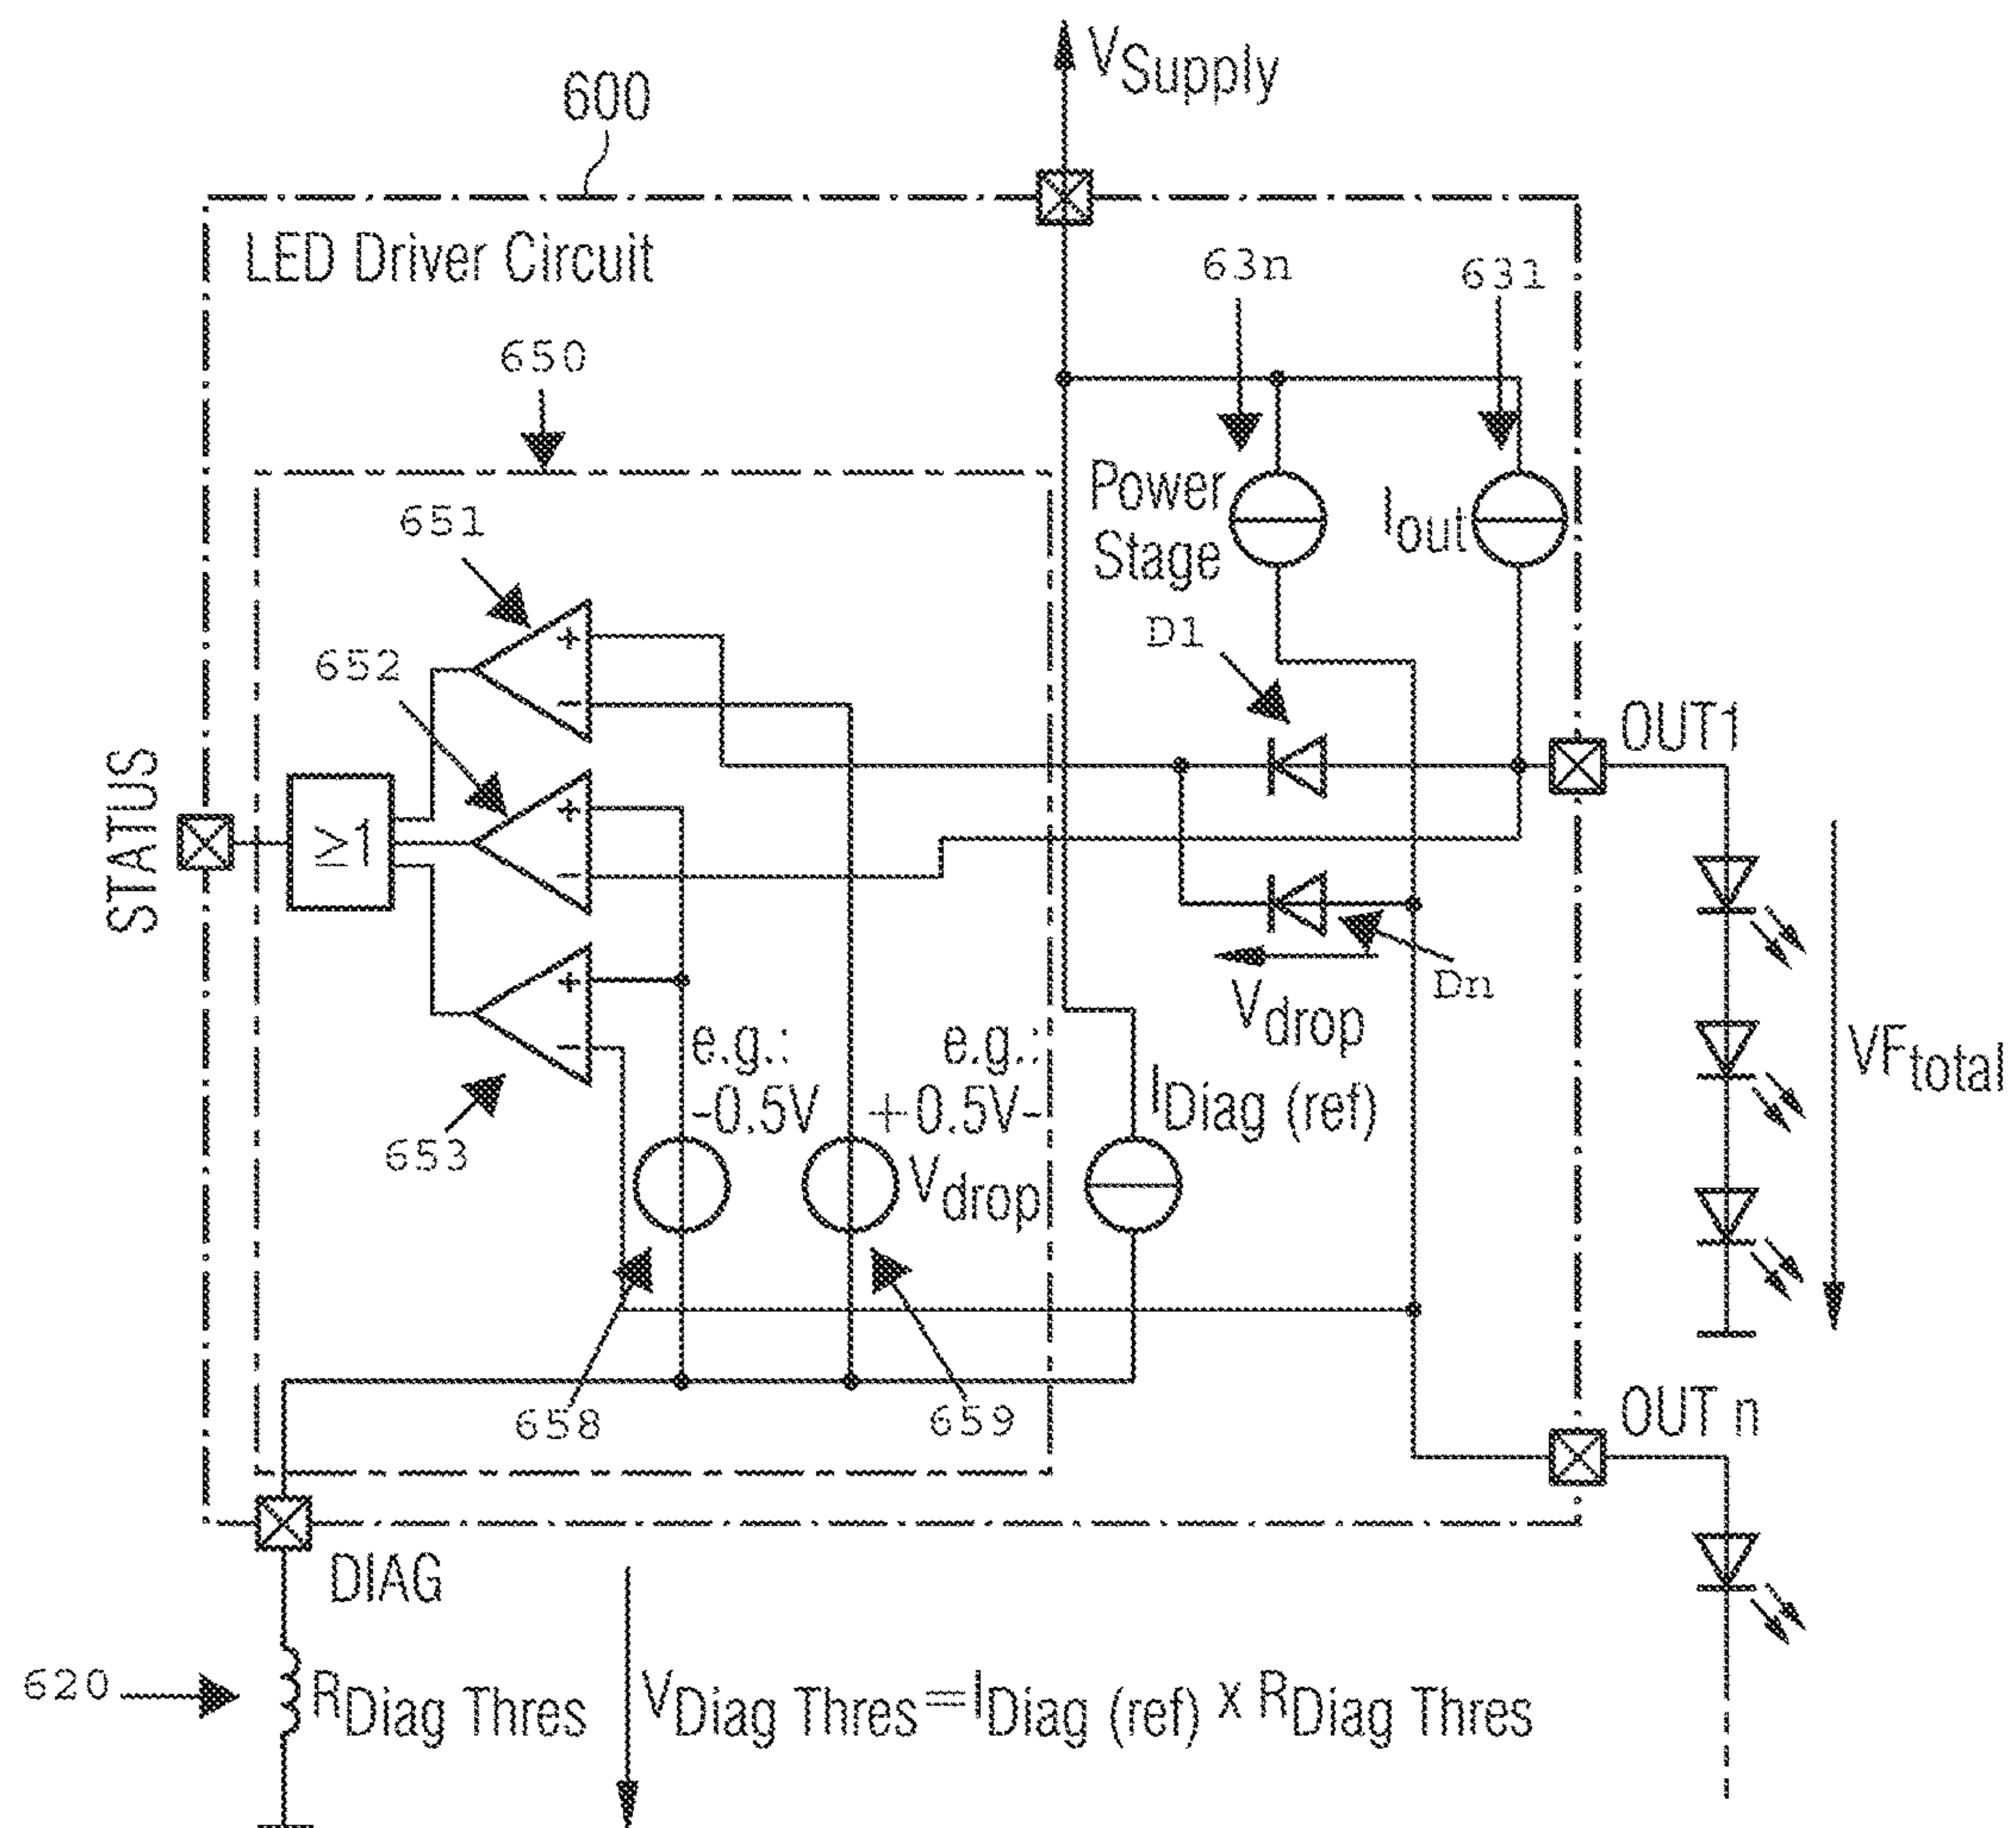 VSupply
600
LED Driver Circuit
63n
631
650
Power
Stage
Iout
651
D1
652
+
−
OUT1
STATUS
≥1
+
−
VFtotal
Dn
Vdrop
+
−
653
e.g.:
-0.5V
e.g.:
+0.5V-
Vdrop
IDiag (ref)
658
659
OUT n
DIAG
620
RDiag Thres
VDiag Thres=IDiag (ref) x RDiag Thres